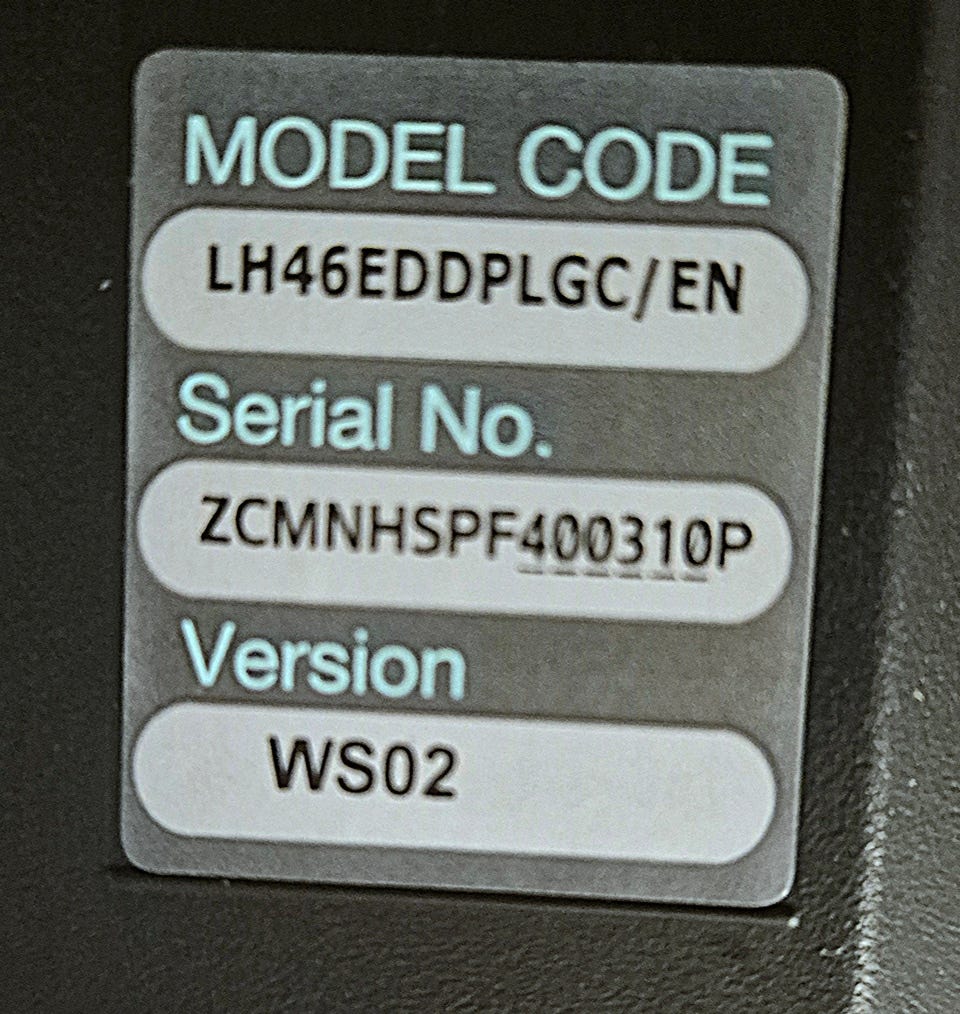 MODEL CODE
LH46EDDPLGC/EN
Serial No.
ZCMNHSPF400310P
Version
WS02